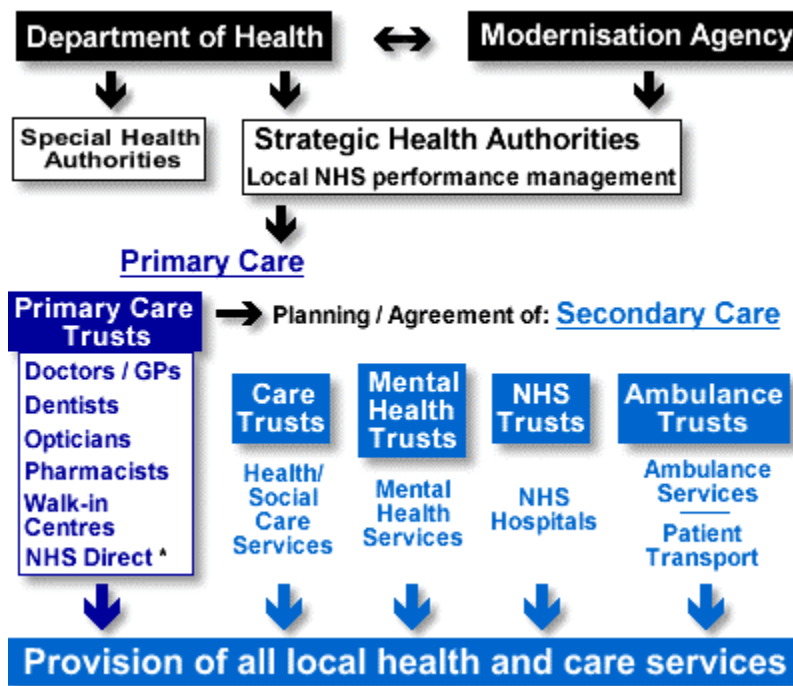 Department of Health
Modernisation Agency
Special Health
Authorities
Strategic Health Authorities
Local NHS performance management
Primary Care
Primary Care
Trusts
Planning / Agreement of: Secondary Care
Doctors / GPs
Dentists
Opticians
Pharmacists
Walk-in
Centres
NHS Direct *
Care
Trusts
Health/
Social
Care
Services
Mental
Health
Trusts
Mental
Health
Services
NHS
Trusts
NHS
Hospitals
Ambulance
Trusts
Ambulance
Services
Patient
Transport
Provision of all local health and care services